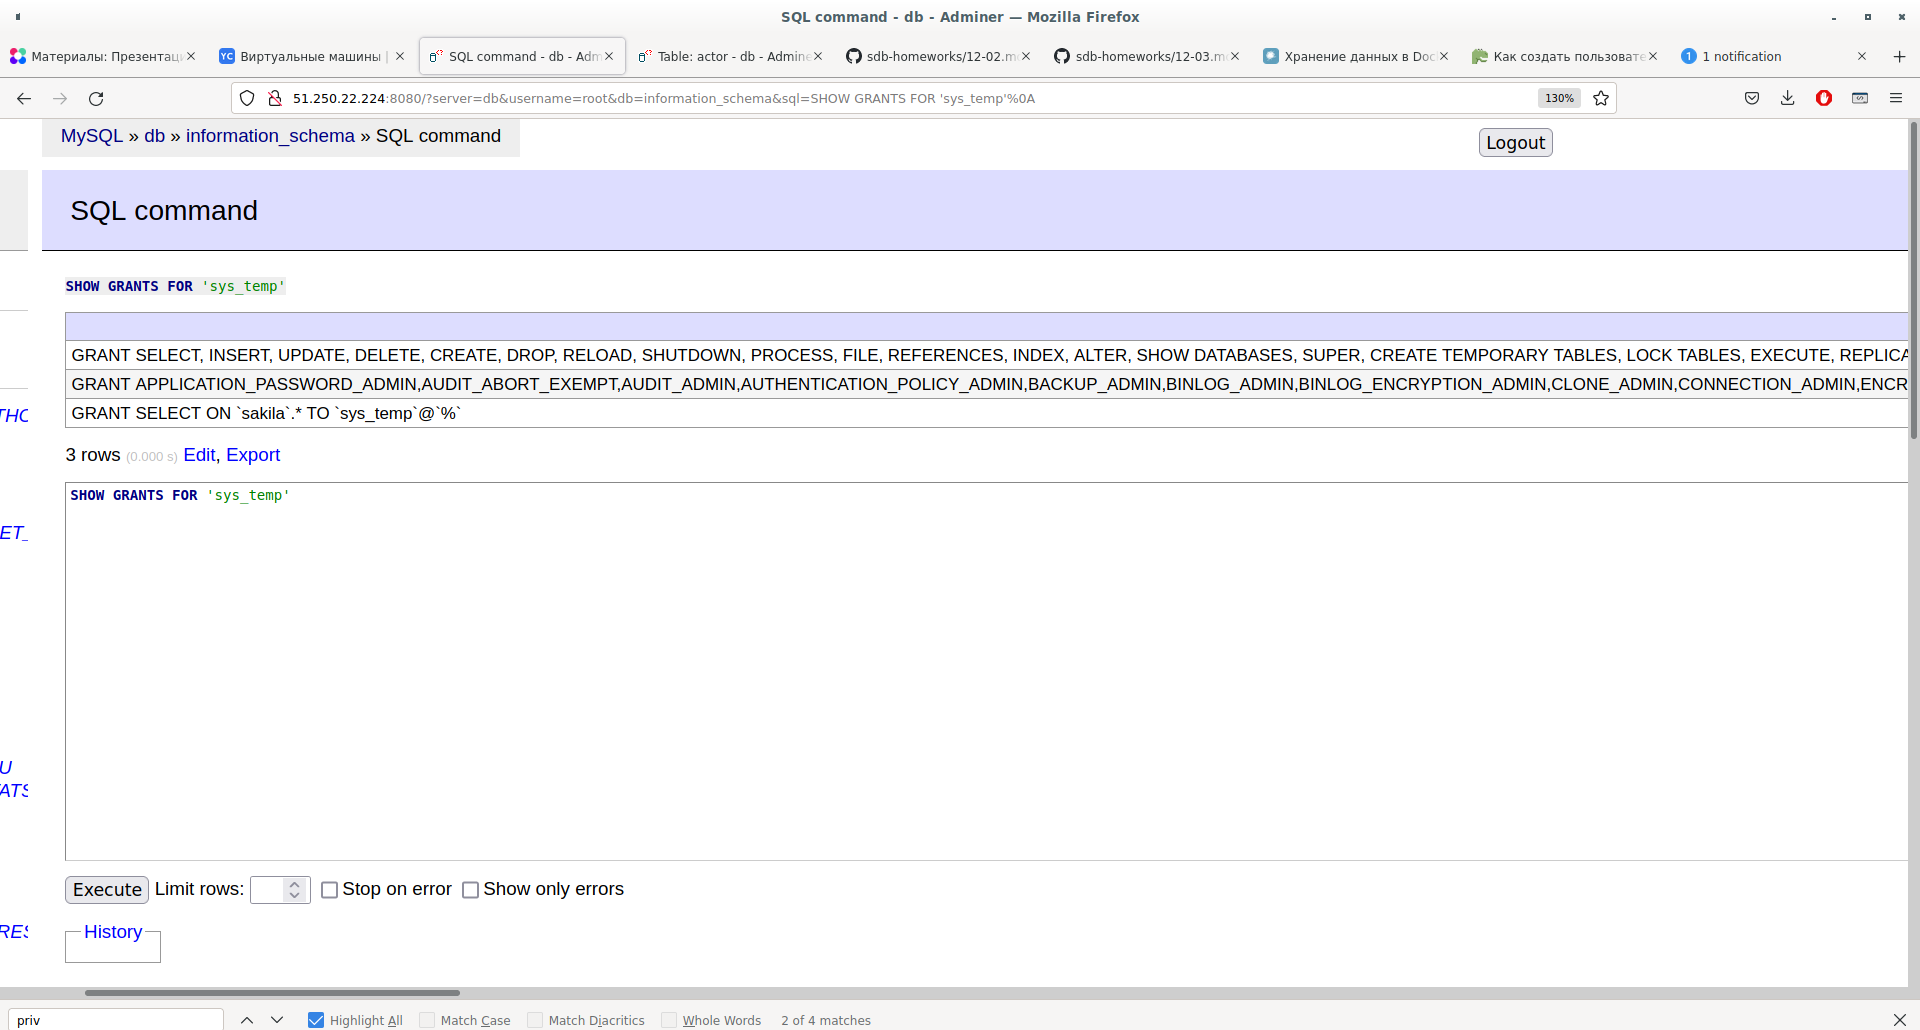 SQL command - db - Adminer — Mozilla Firefox
Материалы: Презентаци
YC Виртуальные машины |
SQL command - db - Adm
Table: actor - db - Admine
sdb-homeworks/12-02.m
sdb-homeworks/12-03.m
Хранение данных в Doc
Как создать пользовате
1 1 notification
51.250.22.224:8080/?server=db&username=root&db=information_schema&sql=SHOW GRANTS FOR 'sys_temp'%0A
130%
MySQL » db » information_schema » SQL command
Logout
SQL command
SHOW GRANTS FOR 'sys_temp'
GRANT SELECT, INSERT, UPDATE, DELETE, CREATE, DROP, RELOAD, SHUTDOWN, PROCESS, FILE, REFERENCES, INDEX, ALTER, SHOW DATABASES, SUPER, CREATE TEMPORARY TABLES, LOCK TABLES, EXECUTE, REPLICA
GRANT APPLICATION_PASSWORD_ADMIN,AUDIT_ABORT_EXEMPT,AUDIT_ADMIN,AUTHENTICATION_POLICY_ADMIN,BACKUP_ADMIN,BINLOG_ADMIN,BINLOG_ENCRYPTION_ADMIN,CLONE_ADMIN,CONNECTION_ADMIN,ENCR
GRANT SELECT ON `sakila`.* TO `sys_temp`@`%`
THO
3 rows (0.000 s) Edit, Export
SHOW GRANTS FOR 'sys_temp'
ET_
U
ATS
Execute Limit rows: Stop on error Show only errors
RES
History
priv
Highlight All
Match Case
Match Diacritics
Whole Words
2 of 4 matches